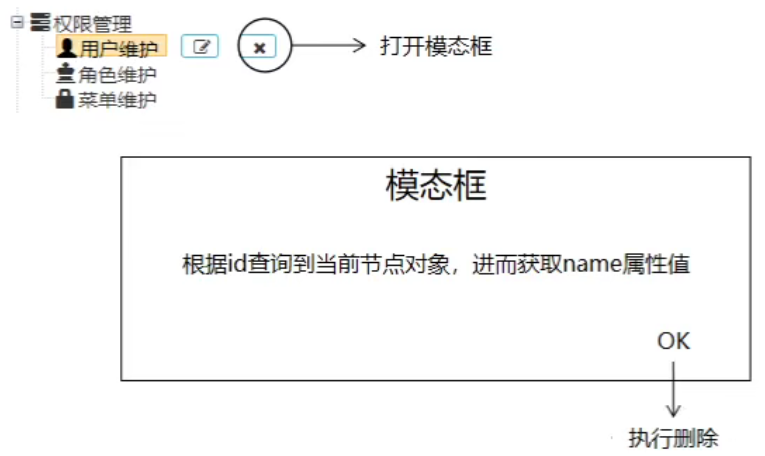 权限管理
用户维护
打开模态框
角色维护
菜单维护
模态框
根据id查询到当前节点对象，进而获取name属性值
OK
执行删除